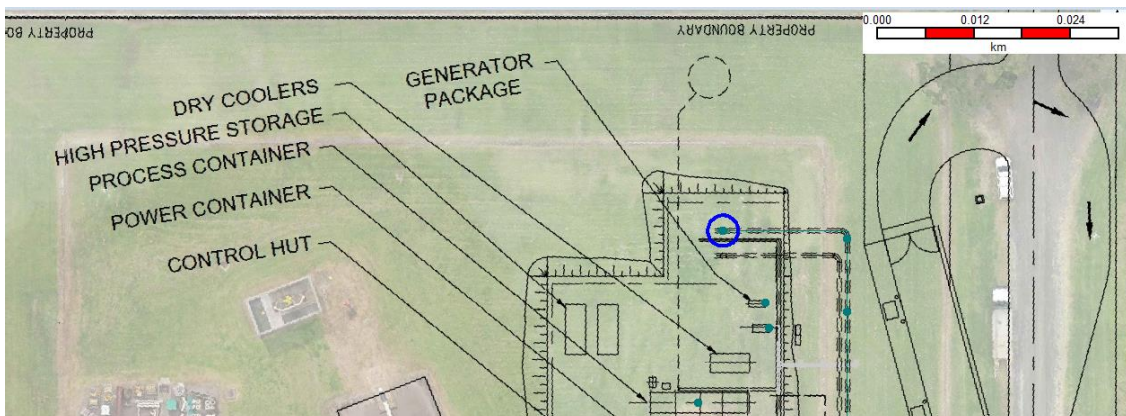 PROPERTY BOUNDARY
PROPERTY BOUNDARY
0.000 0.012 0.024
km
GENERATOR
PACKAGE
DRY COOLERS
HIGH PRESSURE STORAGE
PROCESS CONTAINER
POWER CONTAINER
CONTROL HUT